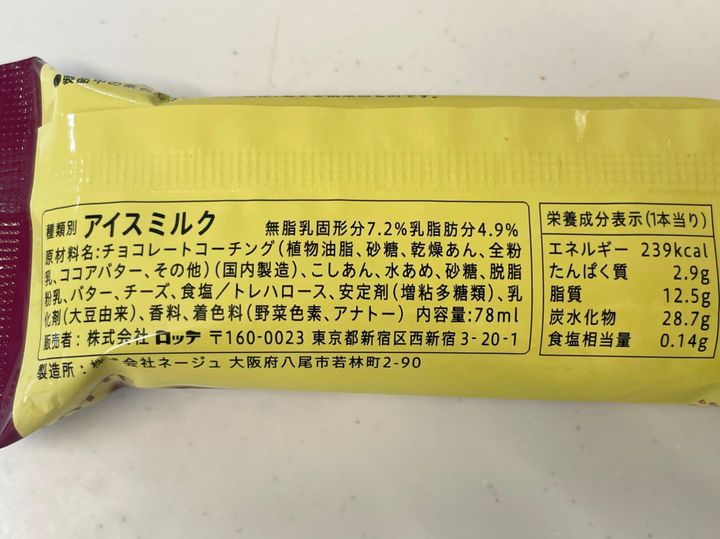 ●製品中の
種類別 アイスミルク 無脂乳固形分7.2%乳脂肪分4.9%
原材料名:チョコレートコーチング(植物油脂、砂糖、乾燥あん、全粉
乳、ココアバター、その他)(国内製造)、こしあん、水あめ、砂糖、脱脂
粉乳、バター、チーズ、食塩/トレハロース、安定剤(増粘多糖類)、乳
化剤(大豆由来)、香料、着色料(野菜色素、アナトー) 内容量:78ml
販売者:株式会社 ロッテ 〒160-0023 東京都新宿区西新宿3-20-1
製造所:株式会社ネージュ 大阪府八尾市若林町2-90
栄養成分表示(1本当り)
エネルギー 239kcal
たんぱく質 2.9g
脂質 12.5g
炭水化物 28.7g
食塩相当量 0.14g